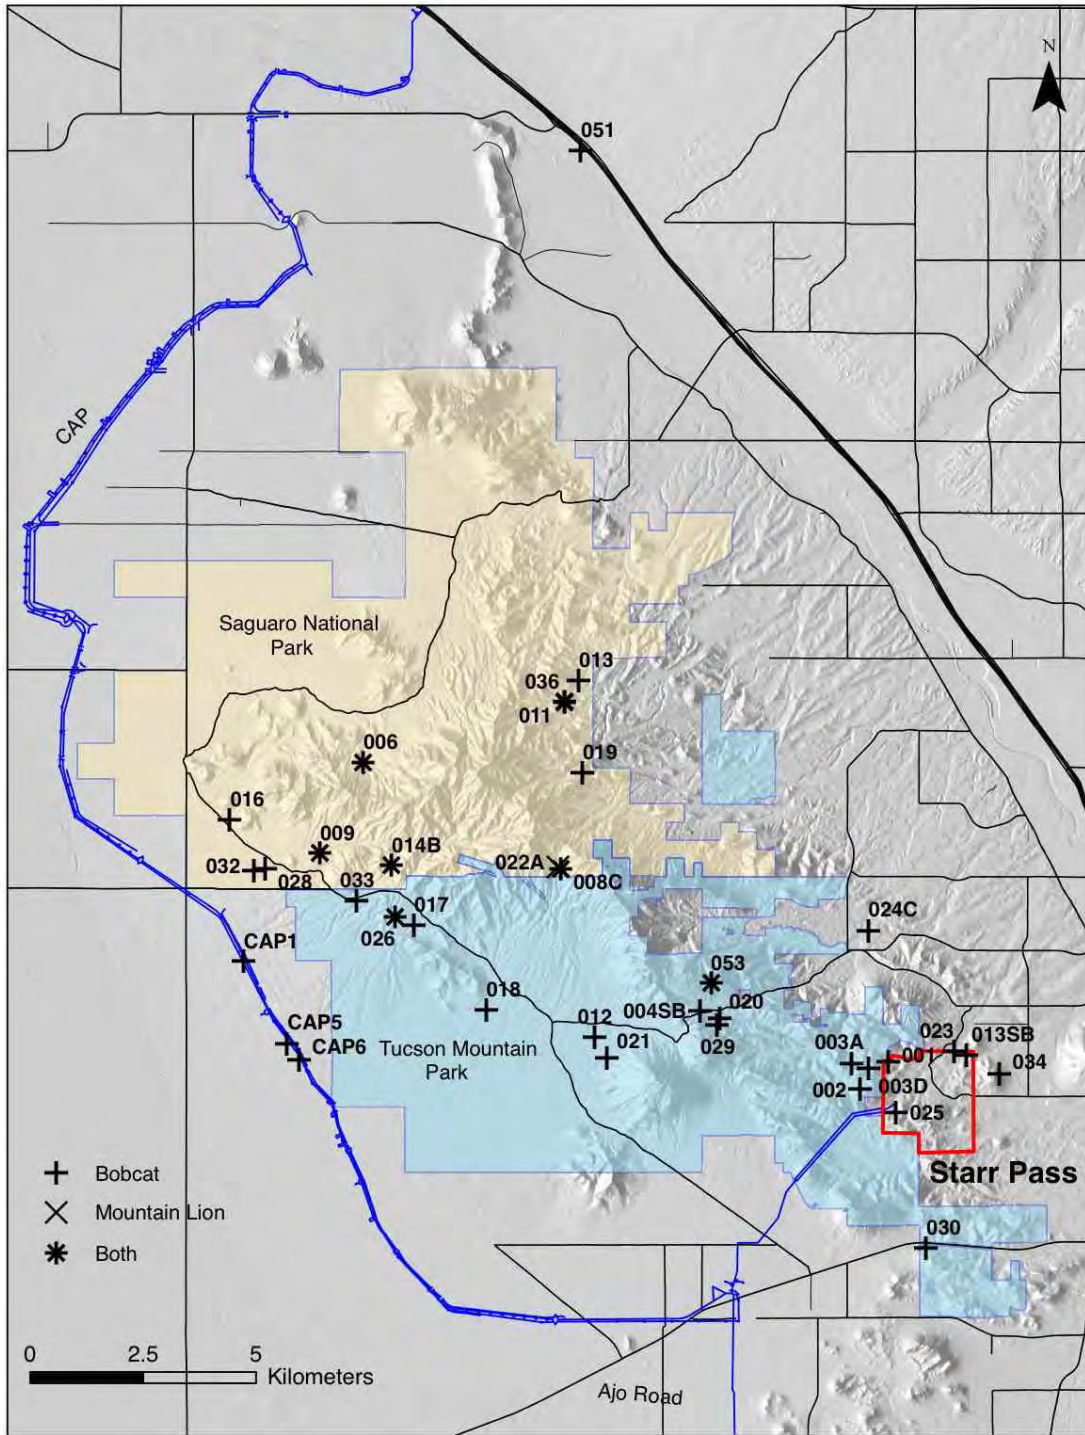 N
051
CAP
Saguaro National
Park
013
036
011
006
019
016
009
014B
022A
032
028
008C
033
017
026
024C
CAP1
053
018
004SB
020
012
029
CAP5
CAP6
021
Tucson Mountain
Park
003A
001
023
013SB
034
002
003D
025
Starr Pass
Bobcat
Mountain Lion
Both
030
0 2.5 5
Kilometers
Ajo Road